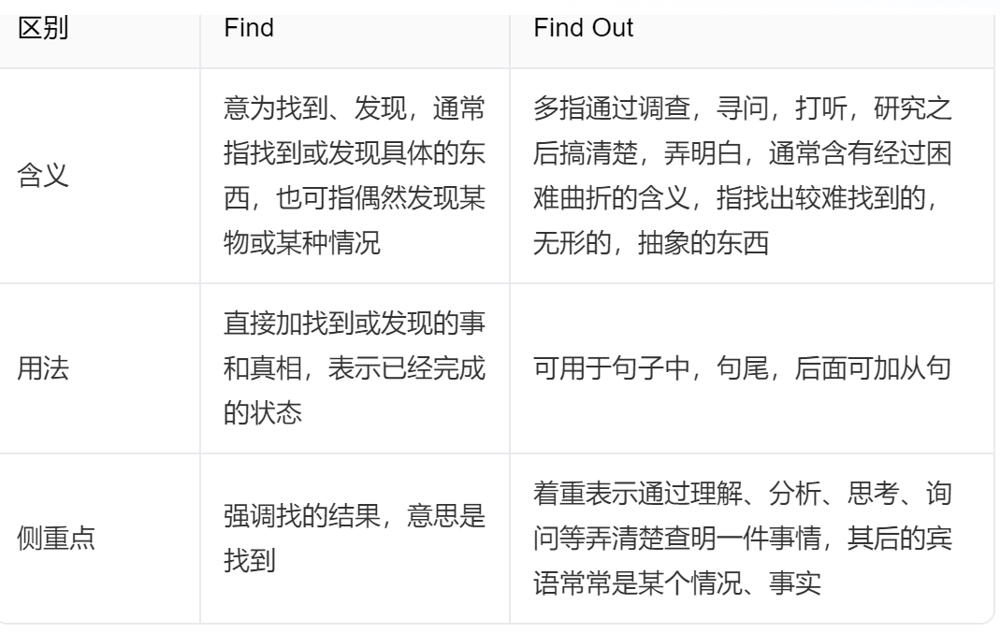 区别
Find
Find Out
含义
意为找到、发现，通常
指找到或发现具体的东
西，也可指偶然发现某
物或某种情况
多指通过调查，寻问，打听，研究之
后搞清楚，弄明白，通常含有经过困
难曲折的含义，指找出较难找到的，
无形的，抽象的东西
用法
直接加找到或发现的事
和真相，表示已经完成
的状态
可用于句子中，句尾，后面可加从句
侧重点
强调找的结果，意思是
找到
着重表示通过理解、分析、思考、询
问等弄清楚查明一件事情，其后的宾
语常常是某个情况、事实